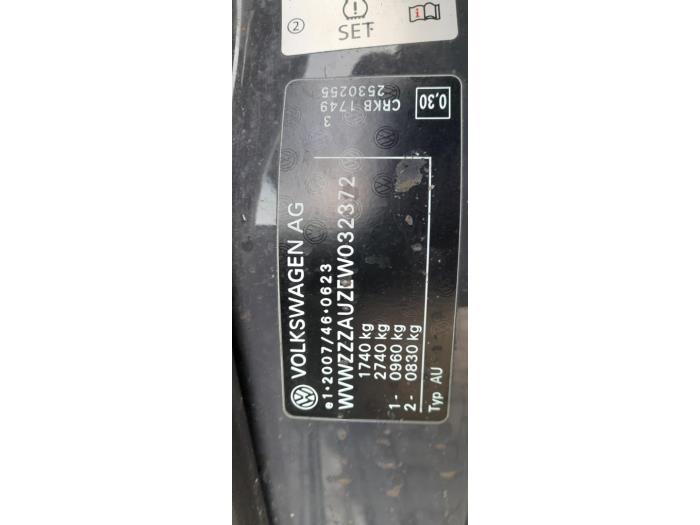 ②
SET
i
VOLKSWAGEN AG
e1*2007/46*0623
WVWZZZAUZEW032372
1740 kg
2740 kg
1- 0960 kg
2- 0830 kg
Typ AU
3
CRKB 1749
2530255
0,30